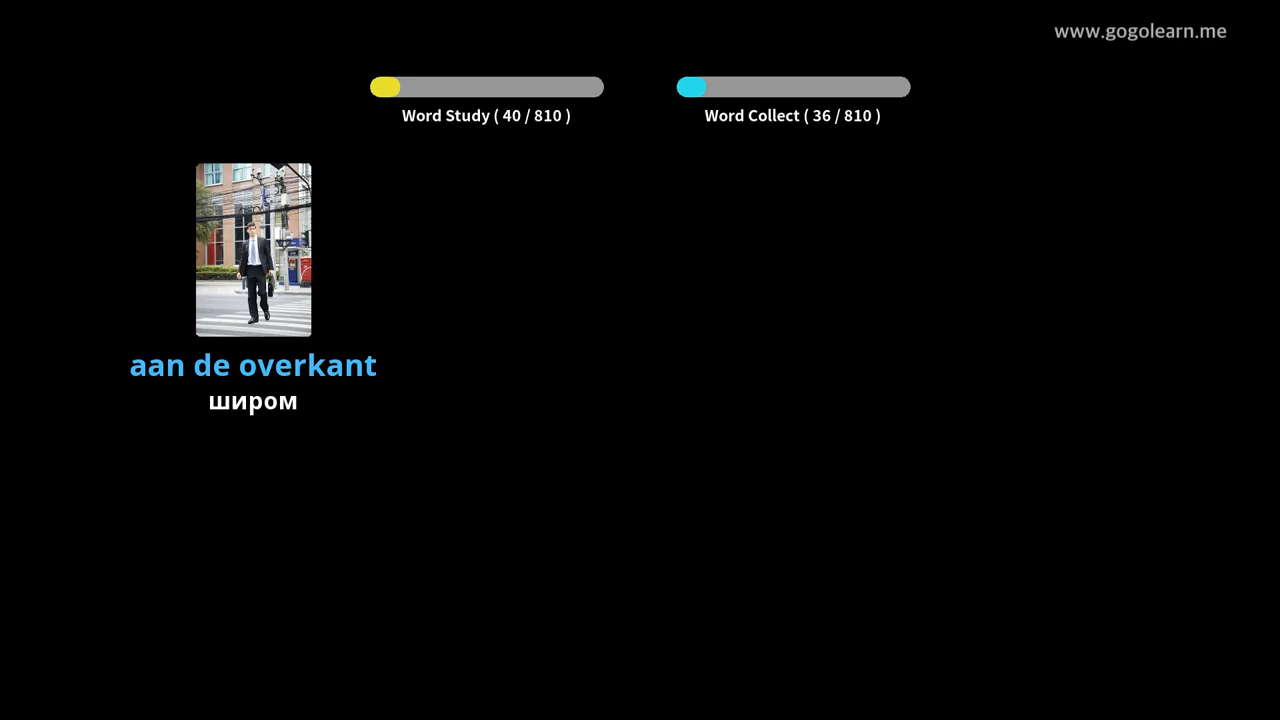 www.gogolearn.me
Word Study ( 40 / 810 )
Word Collect ( 36 / 810 )
aan de overkant
широм